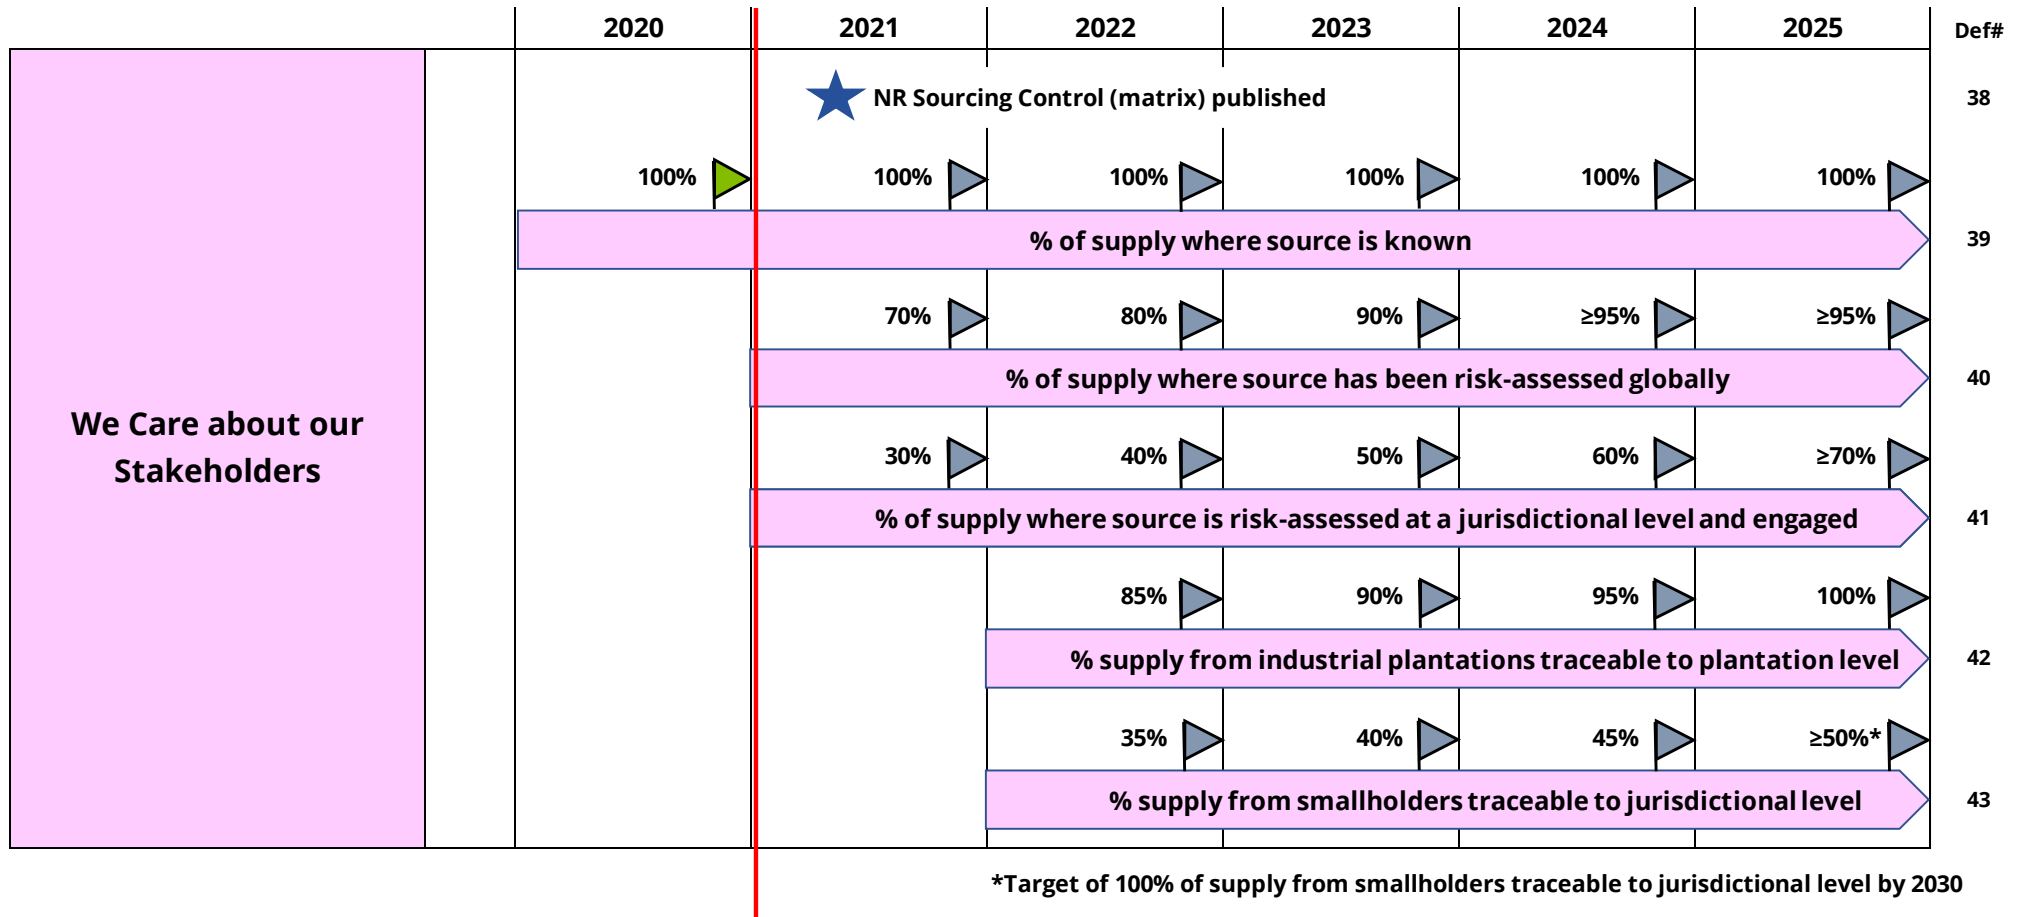 2020 2021 2022 2023 2024 2025 Def#
NR Sourcing Control (matrix) published 38
100% 100% 100% 100% 100% 100%
% of supply where source is known 39
70% 80% 90% ≥95% ≥95%
% of supply where source has been risk-assessed globally 40
We Care about our
Stakeholders
30% 40% 50% 60% ≥70%
% of supply where source is risk-assessed at a jurisdictional level and engaged 41
85% 90% 95% 100%
% supply from industrial plantations traceable to plantation level 42
35% 40% 45% ≥50%*
% supply from smallholders traceable to jurisdictional level 43
*Target of 100% of supply from smallholders traceable to jurisdictional level by 2030